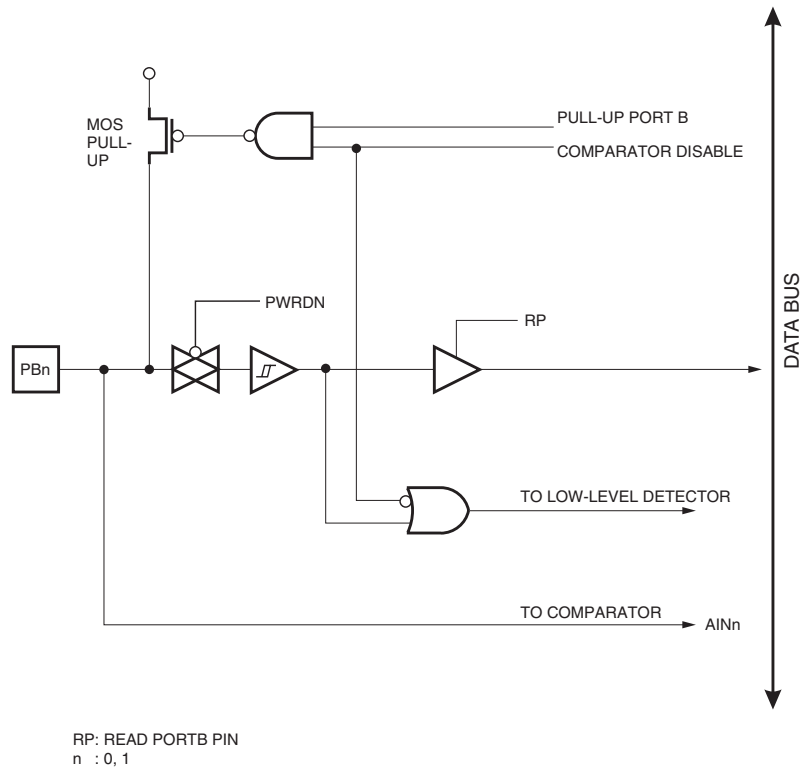 MOS
PULL-
UP
PULL-UP PORT B
COMPARATOR DISABLE
PWRDN
RP
PBn
DATA BUS
TO LOW-LEVEL DETECTOR
TO COMPARATOR
AINn
RP: READ PORTB PIN
n : 0, 1